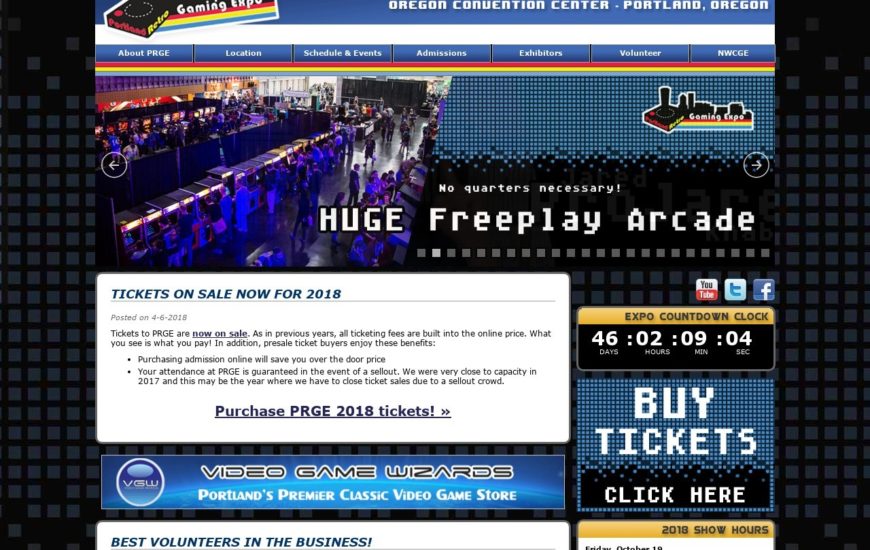 Gaming Expo
Portland Retro
OREGON CONVENTION CENTER - PORTLAND, OREGON
About PRGE
Location
Schedule & Events
Admissions
Exhibitors
Volunteer
NWCGE
Portland Retro Gaming Expo
No quarters necessary!
HUGE Freeplay Arcade
TICKETS ON SALE NOW FOR 2018
Posted on 4-6-2018
Tickets to PRGE are now on sale. As in previous years, all ticketing fees are built into the online price. What
you see is what you pay! In addition, presale ticket buyers enjoy these benefits:
• Purchasing admission online will save you over the door price
• Your attendance at PRGE is guaranteed in the event of a sellout. We were very close to capacity in
2017 and this may be the year where we have to close ticket sales due to a sellout crowd.
Purchase PRGE 2018 tickets! »
VGW
VIDEO GAME WIZARDS
PORTLAND'S PREMIER CLASSIC VIDEO GAME STORE
BEST VOLUNTEERS IN THE BUSINESS!
You
Tube
EXPO COUNTDOWN CLOCK
46 : 02 : 09 : 04
DAYS HOURS MIN SEC
BUY
TICKETS
CLICK HERE
2018 SHOW HOURS
Friday, October 19